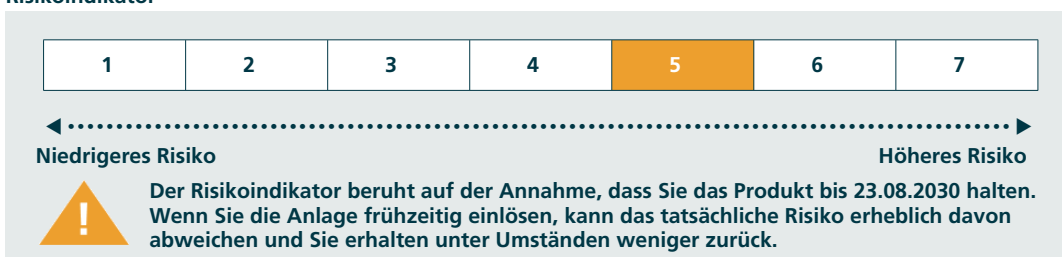 Risikoindikator
1 2 3 4 5 6 7
Niedrigeres Risiko Höheres Risiko
! Der Risikoindikator beruht auf der Annahme, dass Sie das Produkt bis 23.08.2030 halten.
Wenn Sie die Anlage frühzeitig einlösen, kann das tatsächliche Risiko erheblich davon
abweichen und Sie erhalten unter Umständen weniger zurück.